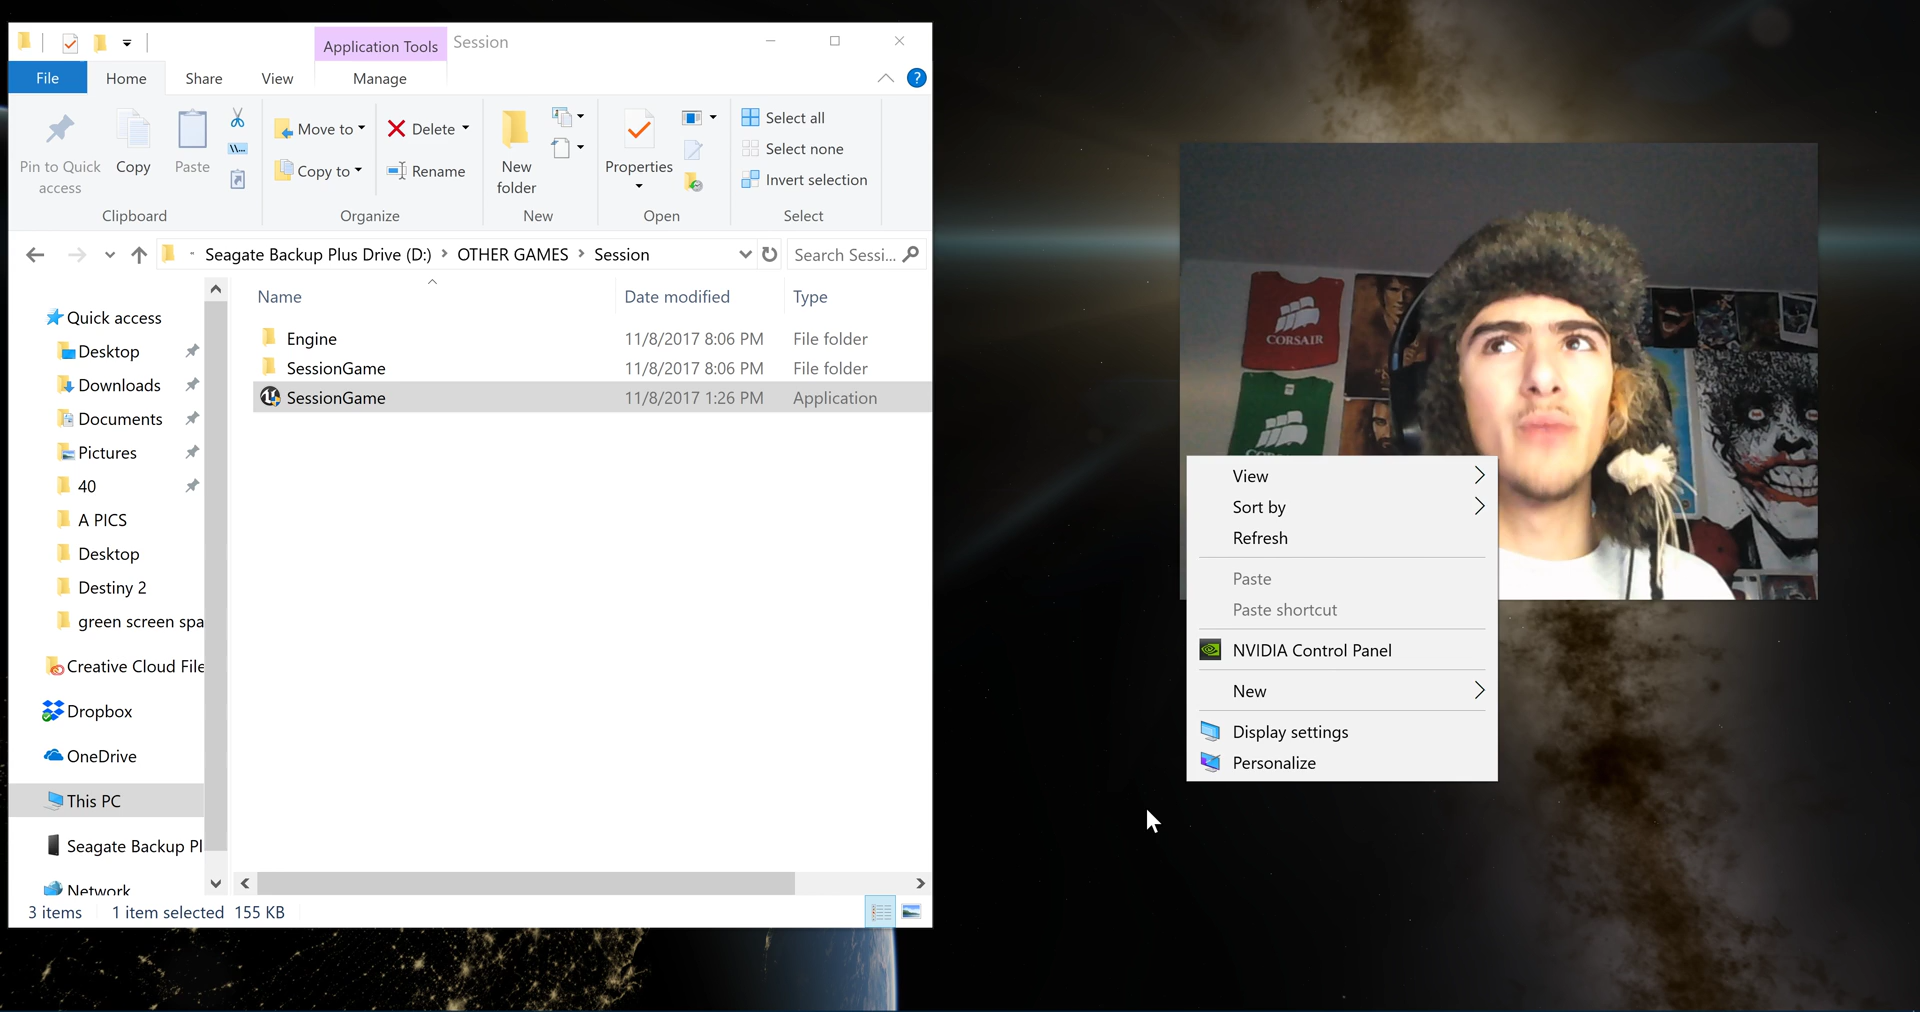 Application Tools
Session
File
Home
Share
View
Manage
Pin to Quick
access
Copy
Paste
Move to
Copy to
Delete
Rename
New
folder
Properties
Select all
Select none
Invert selection
Clipboard
Organize
New
Open
Select
Seagate Backup Plus Drive (D:) > OTHER GAMES > Session
Search Sessi...
Name
Date modified
Type
Engine
11/8/2017 8:06 PM
File folder
SessionGame
11/8/2017 8:06 PM
File folder
SessionGame
11/8/2017 1:26 PM
Application
Quick access
Desktop
Downloads
Documents
Pictures
40
A PICS
Desktop
Destiny 2
green screen spa
Creative Cloud File
Dropbox
OneDrive
This PC
Seagate Backup Pl
Network
3 items
1 item selected 155 KB
CORSAIR
View
Sort by
Refresh
Paste
Paste shortcut
NVIDIA Control Panel
New
Display settings
Personalize